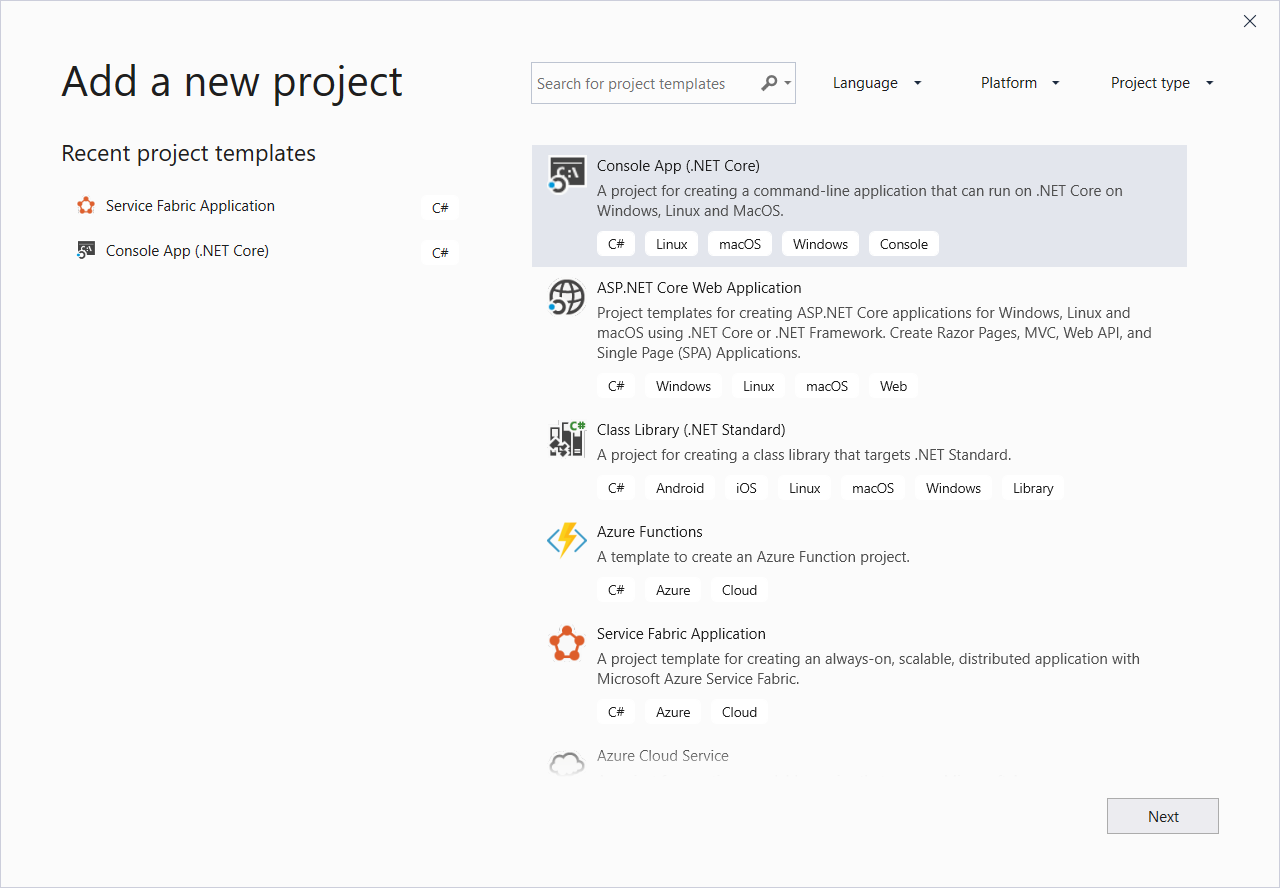 Add a new project
Search for project templates
Language
Platform
Project type
Recent project templates
Service Fabric Application
C#
Console App (.NET Core)
C#
Console App (.NET Core)
A project for creating a command-line application that can run on .NET Core on
Windows, Linux and MacOS.
C# Linux macOS Windows Console
ASP.NET Core Web Application
Project templates for creating ASP.NET Core applications for Windows, Linux and
macOS using .NET Core or .NET Framework. Create Razor Pages, MVC, Web API, and
Single Page (SPA) Applications.
C# Windows Linux macOS Web
C#
Class Library (.NET Standard)
A project for creating a class library that targets .NET Standard.
C# Android iOS Linux macOS Windows Library
Azure Functions
A template to create an Azure Function project.
C# Azure Cloud
Service Fabric Application
A project template for creating an always-on, scalable, distributed application with
Microsoft Azure Service Fabric.
C# Azure Cloud
Azure Cloud Service
Next